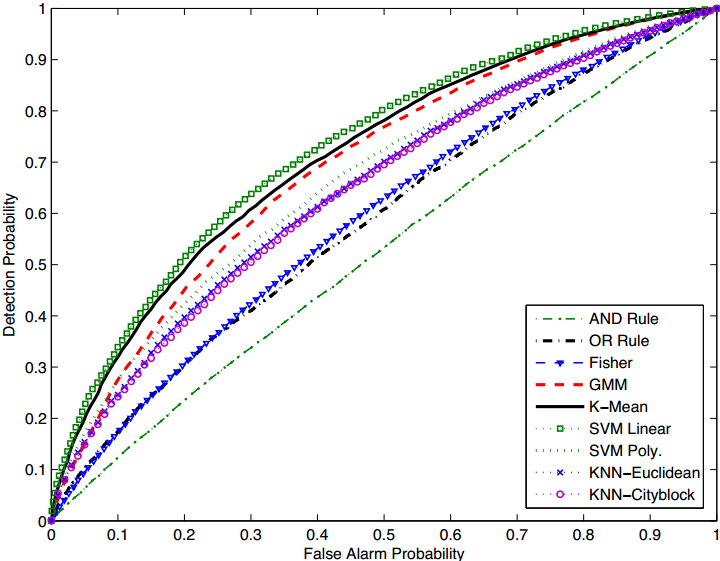 1
0.9
0.8
0.7
0.6
0.5
0.4
0.3
0.2
0.1
0
Detection Probability
0 0.1 0.2 0.3 0.4 0.5 0.6 0.7 0.8 0.9 1
False Alarm Probability
AND Rule
OR Rule
Fisher
GMM
K-Mean
SVM Linear
SVM Poly.
KNN-Euclidean
KNN-Cityblock